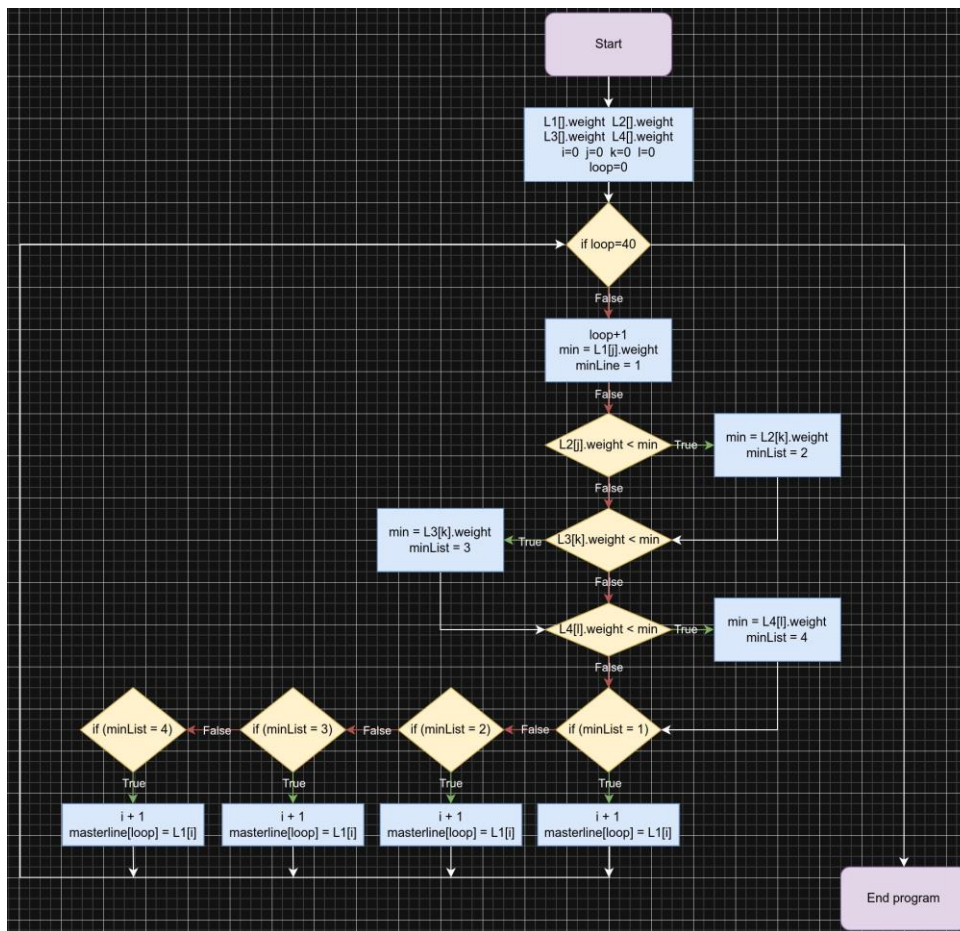 Start
L1[].weight L2[].weight
L3[].weight L4[].weight
i=0 j=0 k=0 l=0
loop=0
if loop=40
False
loop+1
min = L1[j].weight
minLine = 1
False
L2[j].weight < min
True
min = L2[k].weight
minList = 2
False
min = L3[k].weight
minList = 3
True
L3[k].weight < min
False
L4[l].weight < min
True
min = L4[l].weight
minList = 4
False
if (minList = 4)
False
if (minList = 3)
False
if (minList = 2)
False
if (minList = 1)
True
True
True
True
i + 1
masterline[loop] = L1[i]
i + 1
masterline[loop] = L1[i]
i + 1
masterline[loop] = L1[i]
i + 1
masterline[loop] = L1[i]
End program